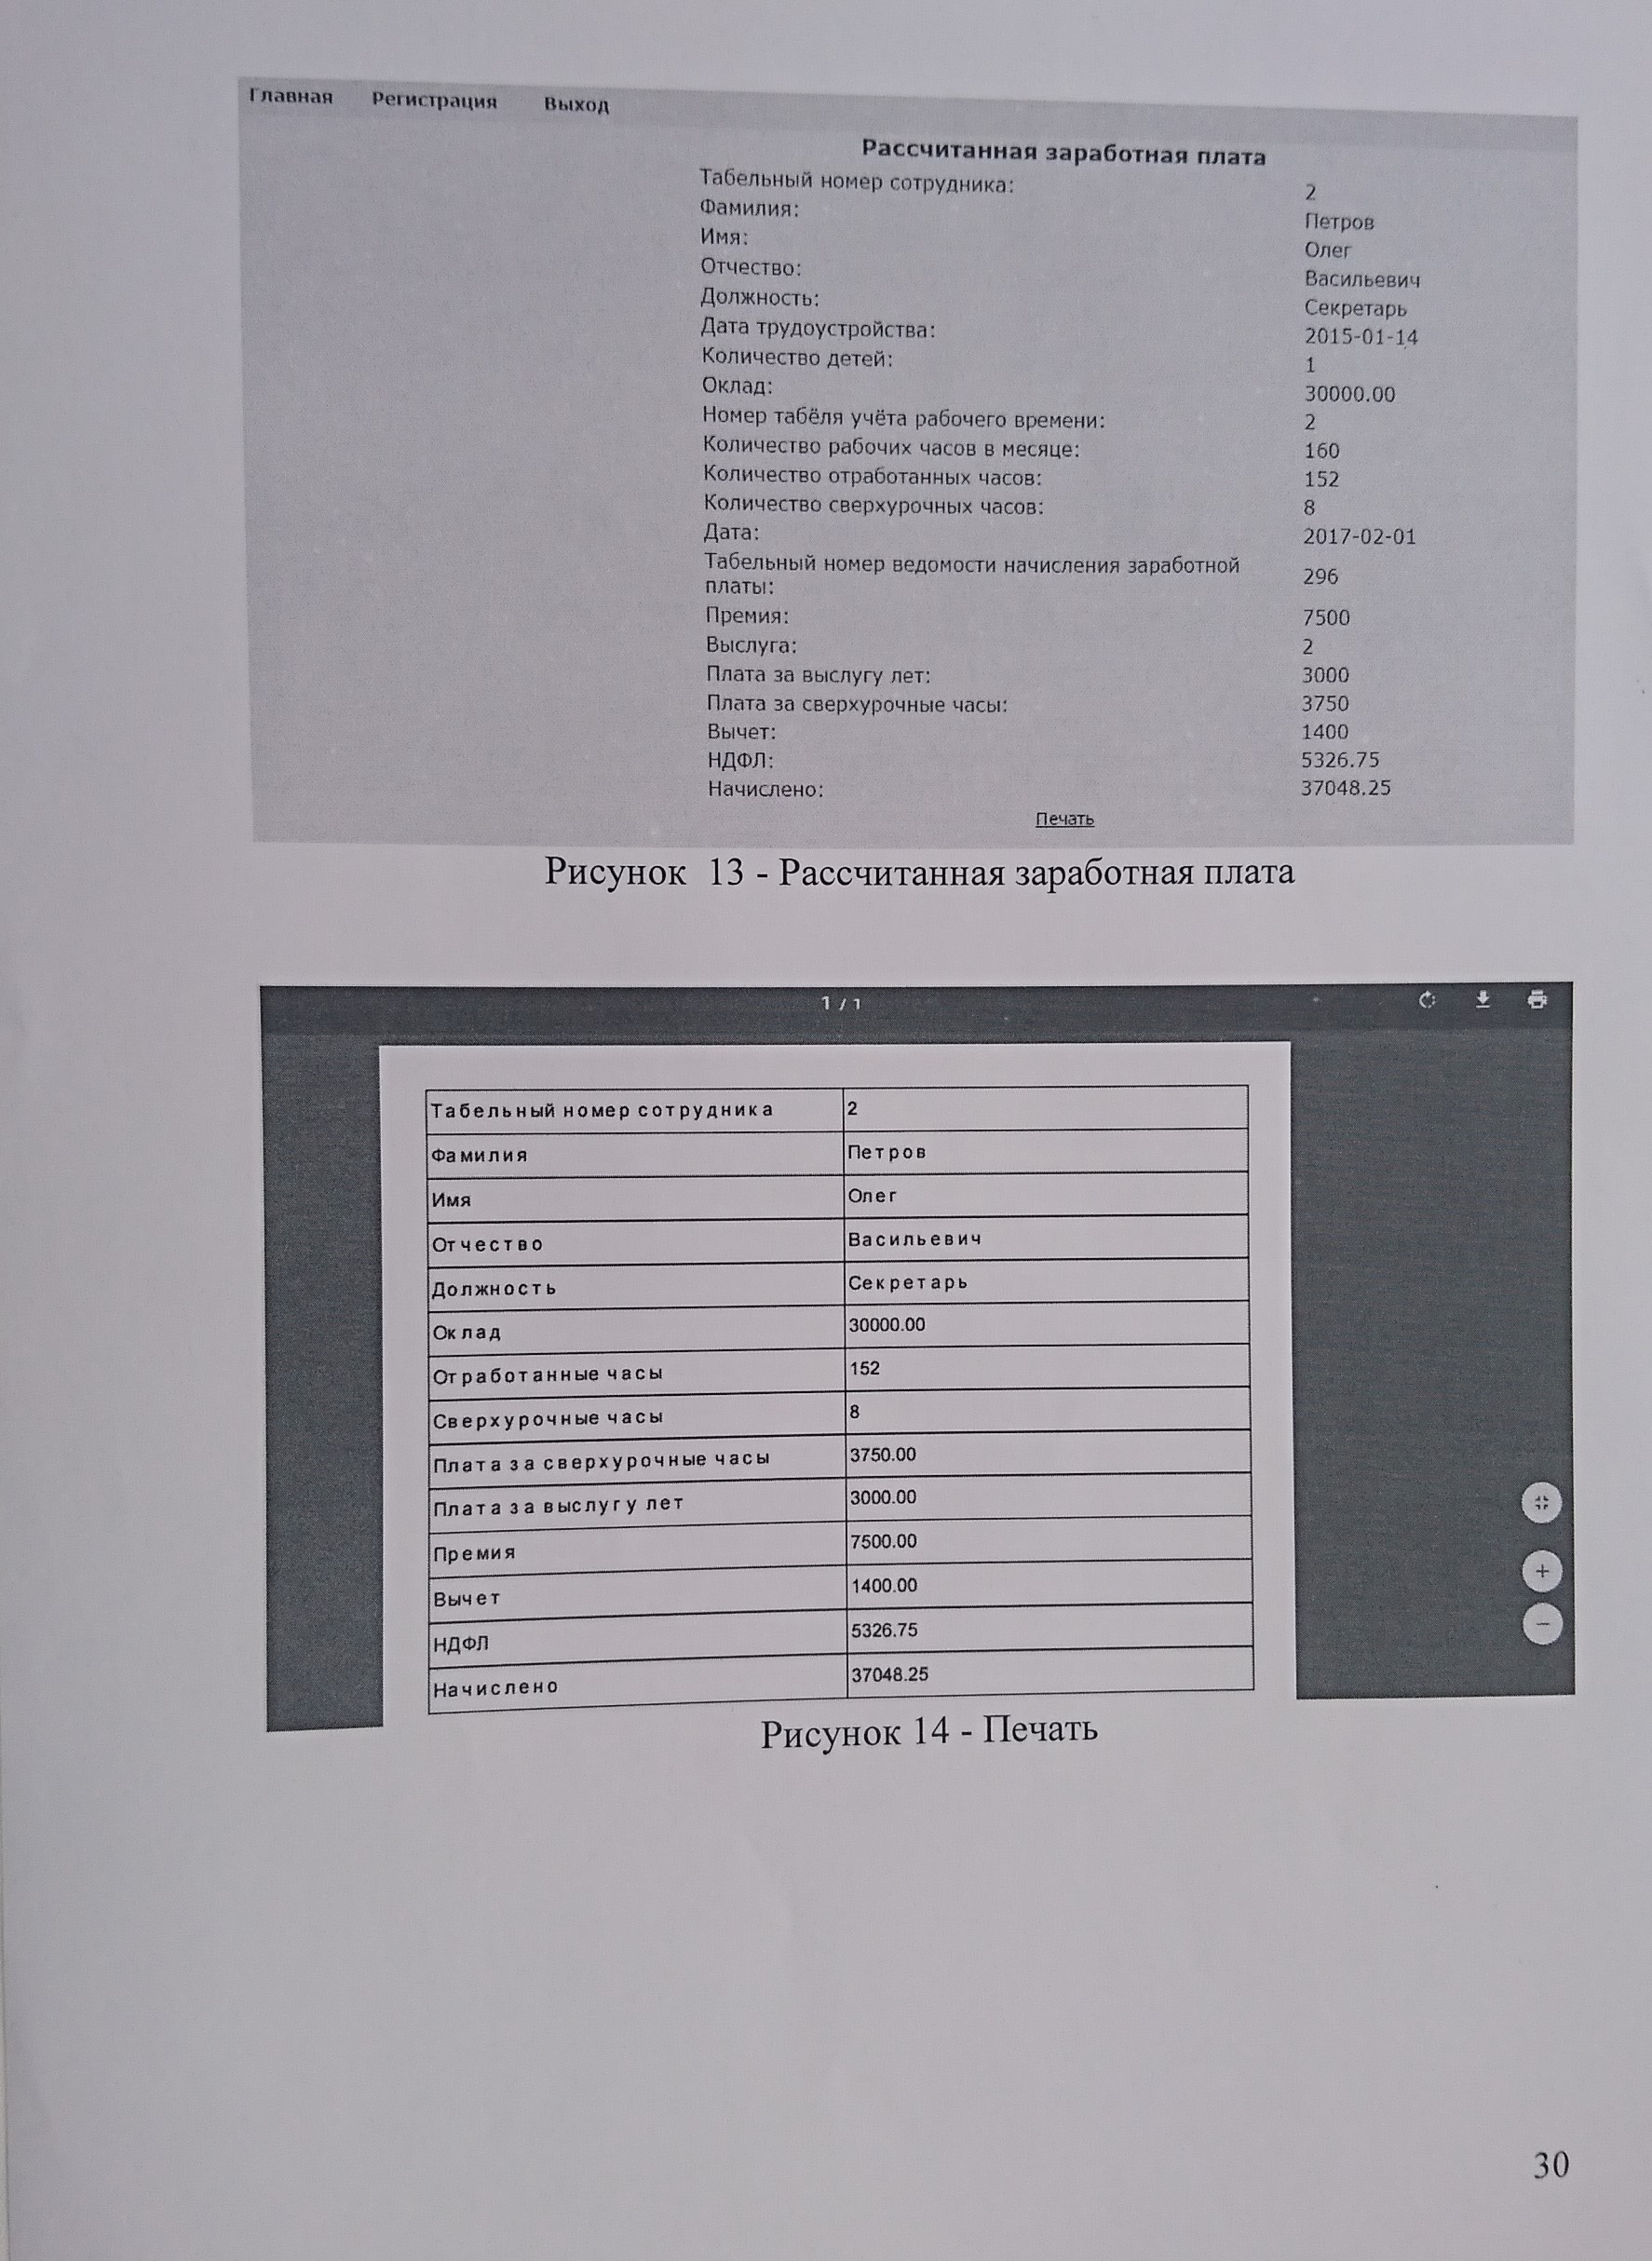 Главная Регистрация Выход
Рассчитанная заработная плата
Табельный номер сотрудника: 2
Фамилия: Петров
Имя: Олег
Отчество: Васильевич
Должность: Секретарь
Дата трудоустройства: 2015-01-14
Количество детей: 1
Оклад: 30000.00
Номер табёля учёта рабочего времени: 2
Количество рабочих часов в месяце: 160
Количество отработанных часов: 152
Количество сверхурочных часов: 8
Дата: 2017-02-01
Табельный номер ведомости начисления заработной
платы: 296
Премия: 7500
Выслуга: 2
Плата за выслугу лет: 3000
Плата за сверхурочные часы: 3750
Вычет: 1400
НДФЛ: 5326.75
Начислено: 37048.25
Печать
Рисунок 13 - Рассчитанная заработная плата
1 / 1
Табельный номер сотрудника 2
Фамилия Петров
Имя Олег
Отчество Васильевич
Должность Секретарь
Оклад 30000.00
Отработанные часы 152
Сверхурочные часы 8
Плата за сверхурочные часы 3750.00
Плата за выслугу лет 3000.00
Премия 7500.00
Вычет 1400.00
НДФЛ 5326.75
Начислено 37048.25
Рисунок 14 - Печать
30